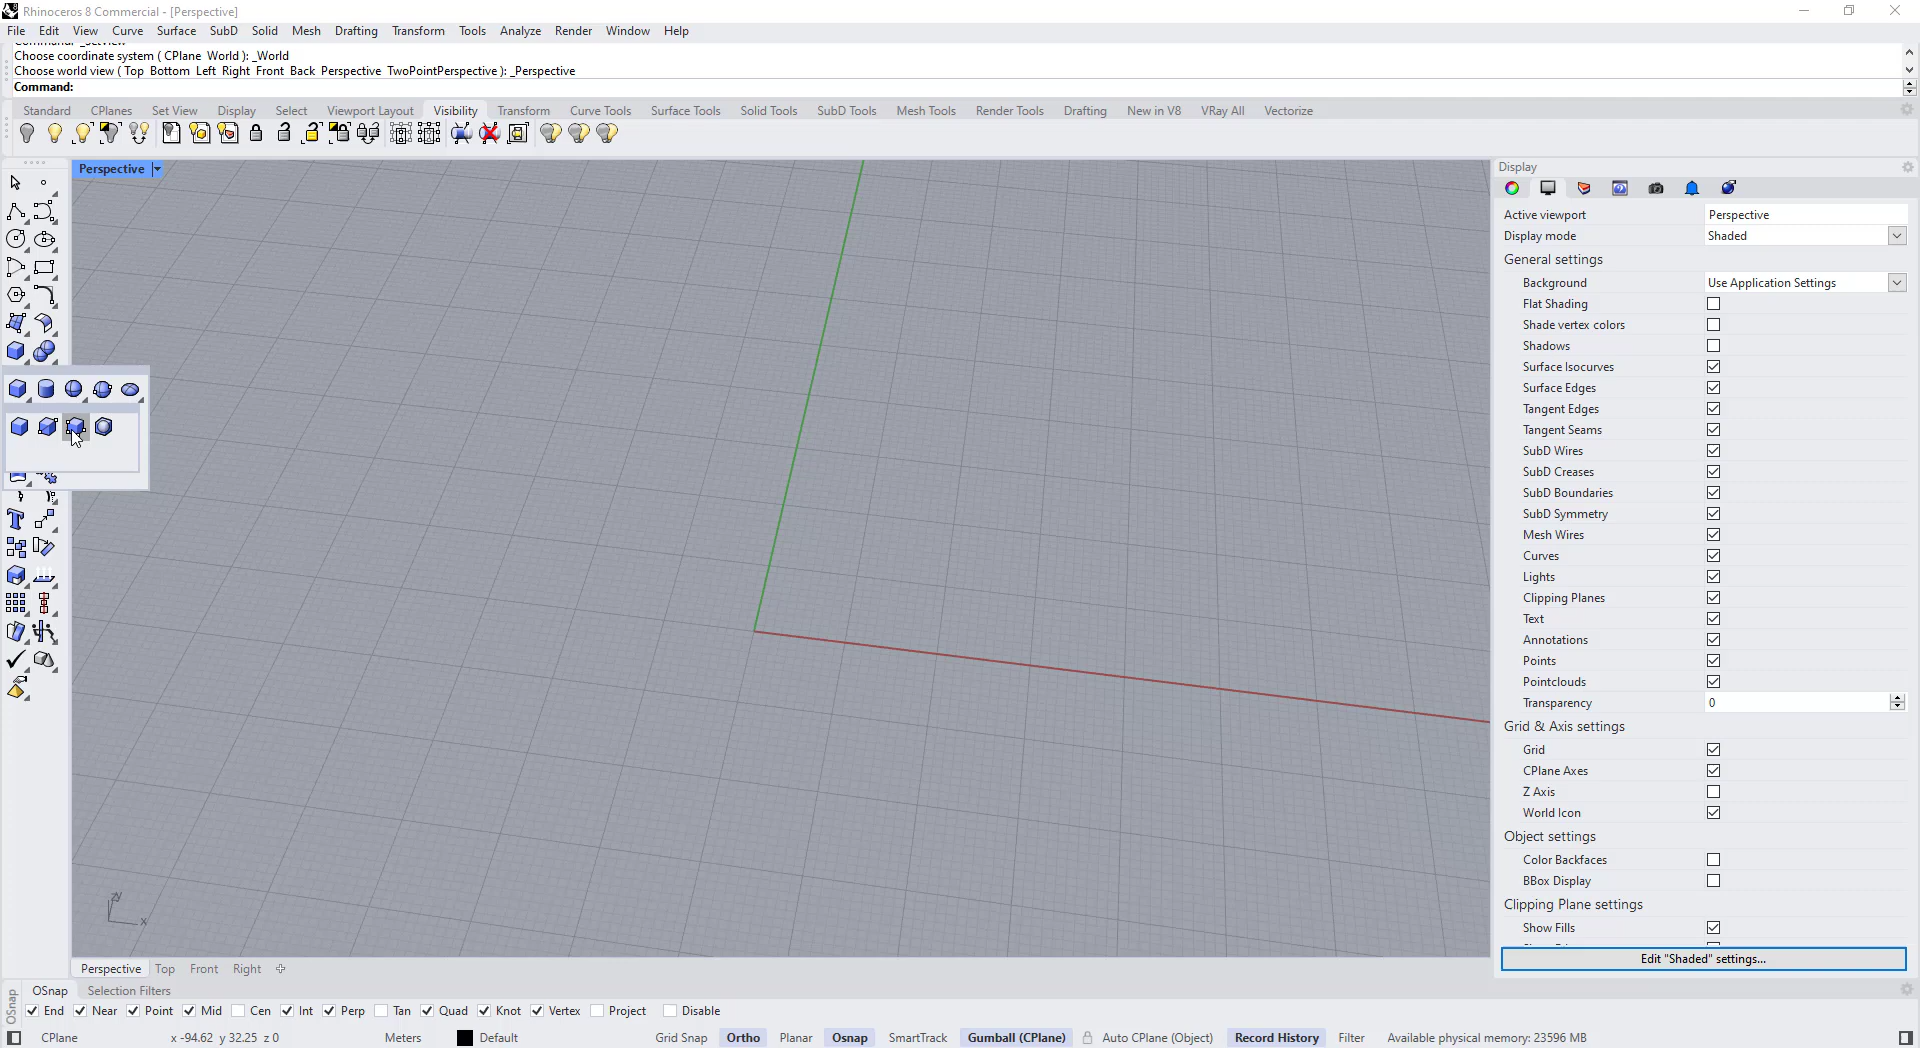 Rhinoceros 8 Commercial - [Perspective]
File Edit View Curve Surface SubD Solid Mesh Drafting Transform Tools Analyze Render Window Help
Choose coordinate system ( CPlane World ): _World
Choose world view ( Top Bottom Left Right Front Back Perspective TwoPointPerspective ): _Perspective
Command:
Standard CPlanes Set View Display Select Viewport Layout Visibility Transform Curve Tools Surface Tools Solid Tools SubD Tools Mesh Tools Render Tools Drafting New in V8 VRay All Vectorize
Perspective
Display
Active viewport Perspective
Display mode Shaded
General settings
Background Use Application Settings
Flat Shading
Shade vertex colors
Shadows
Surface Isocurves
Surface Edges
Tangent Edges
Tangent Seams
SubD Wires
SubD Creases
SubD Boundaries
SubD Symmetry
Mesh Wires
Curves
Lights
Clipping Planes
Text
Annotations
Points
Pointclouds
Transparency 0
Grid & Axis settings
Grid
CPlane Axes
Z Axis
World Icon
Object settings
Color Backfaces
BBox Display
Clipping Plane settings
Show Fills
Edit "Shaded" settings...
x
Perspective Top Front Right
OSnap Selection Filters
OSnap
End Near Point Mid Cen Int Perp Tan Quad Knot Vertex Project Disable
CPlane x -94.62 y 32.25 z 0 Meters Default Grid Snap Ortho Planar Osnap SmartTrack Gumball (CPlane) Auto CPlane (Object) Record History Filter Available physical memory: 23596 MB